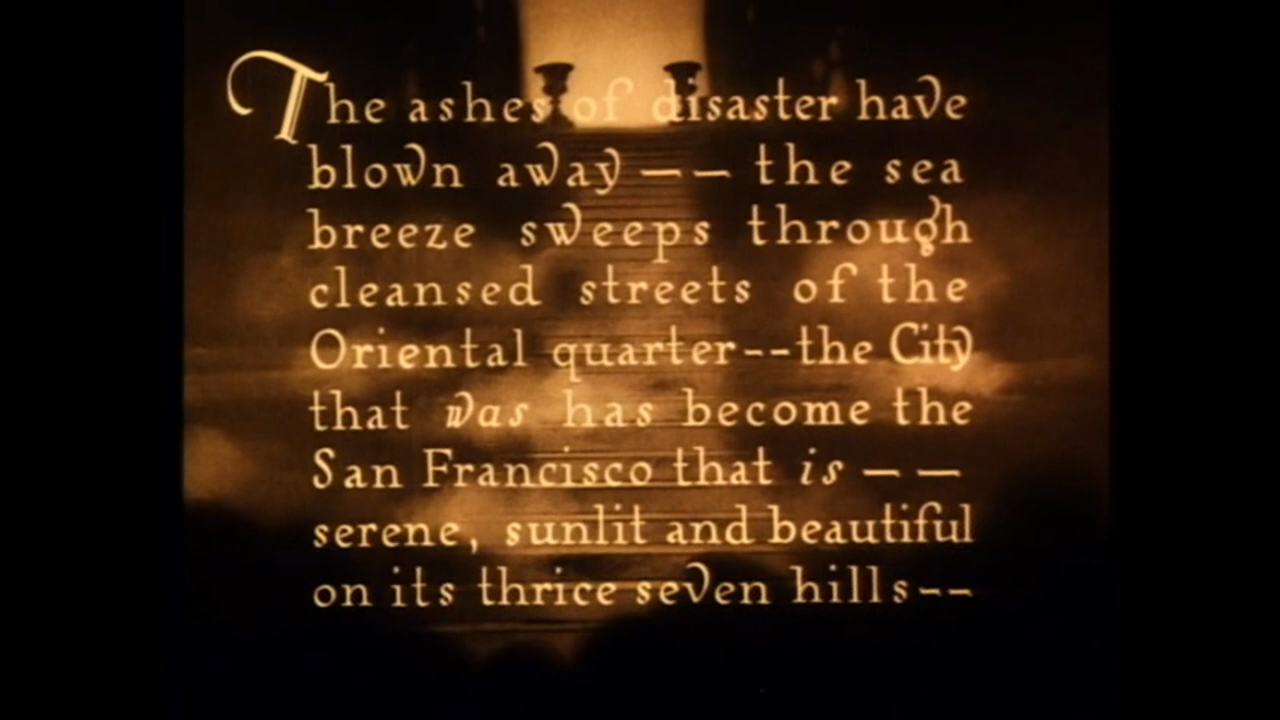 The ashes of disaster have
blown away -- the sea
breeze sweeps through
cleansed streets of the
Oriental quarter--the City
that was has become the
San Francisco that is --
serene, sunlit and beautiful
on its thrice seven hills--